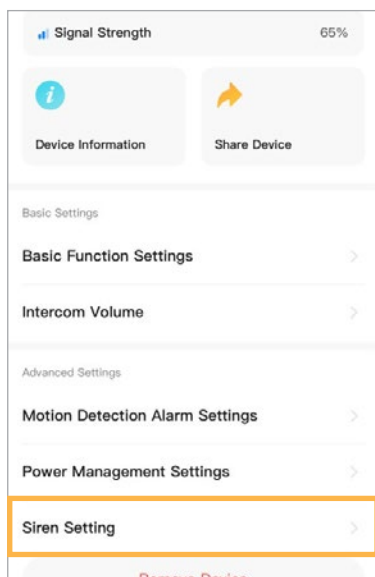 Signal Strength 65%
Device Information Share Device
Basic Settings
Basic Function Settings
Intercom Volume
Advanced Settings
Motion Detection Alarm Settings
Power Management Settings
Siren Setting
Remove Device